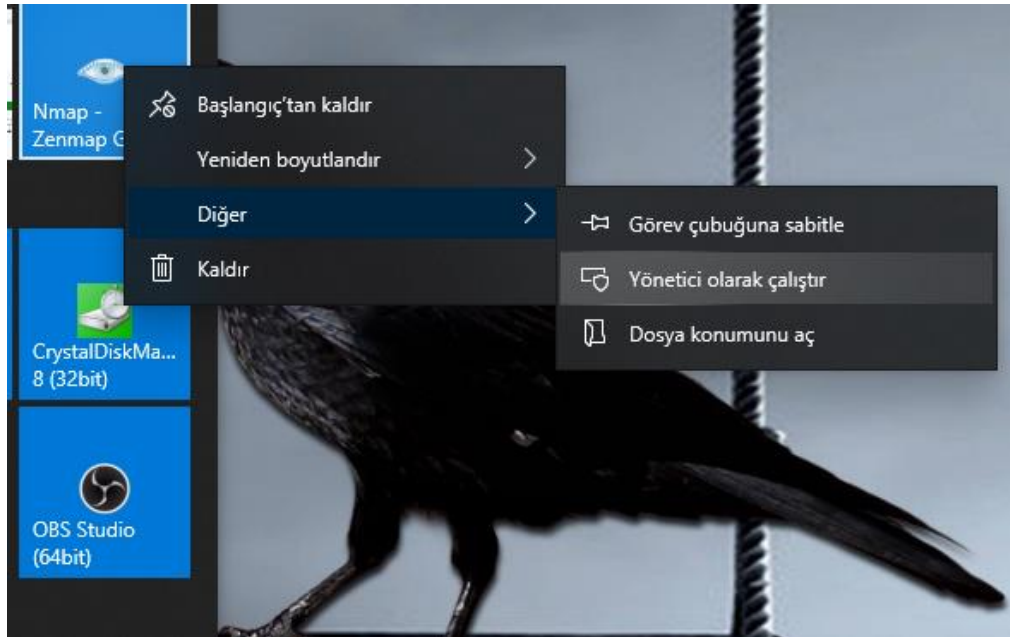 Nmap -
Zenmap G
Başlangıç'tan kaldır
Yeniden boyutlandır
Diğer
Kaldır
Görev çubuğuna sabitle
Yönetici olarak çalıştır
Dosya konumunu aç
CrystalDiskMa...
8 (32bit)
OBS Studio
(64bit)